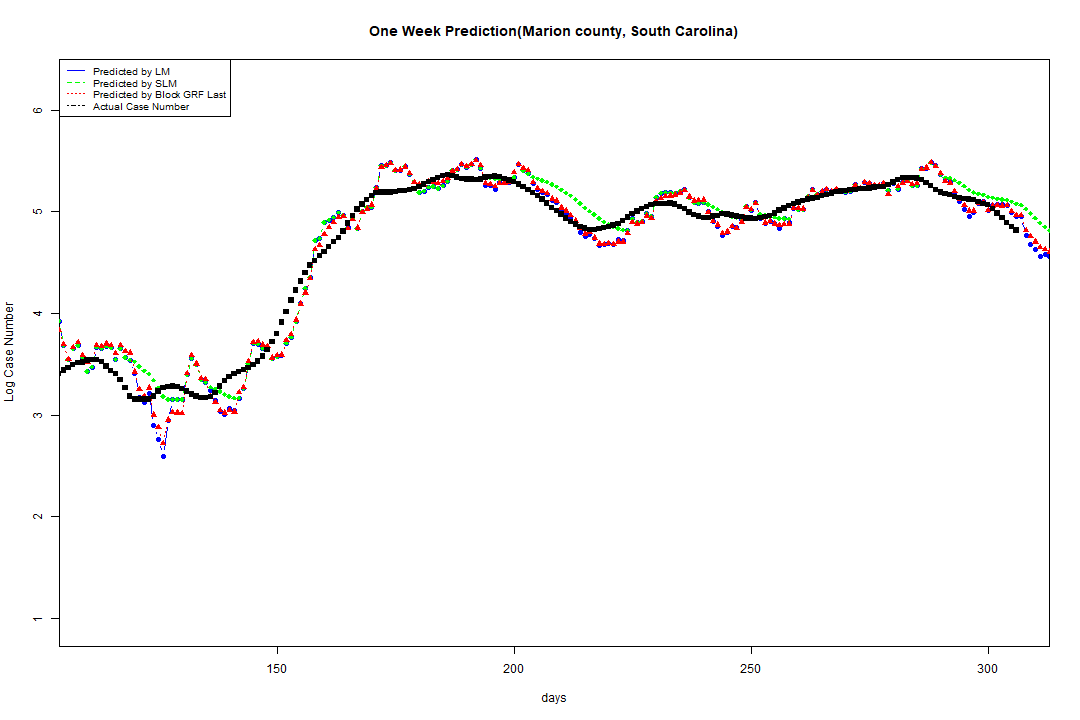 One Week Prediction(Marion county, South Carolina)
Predicted by LM
Predicted by SLM
Predicted by Block GRF Last
Actual Case Number
6
5
4
3
2
1
Log Case Number
150 200 250 300
days